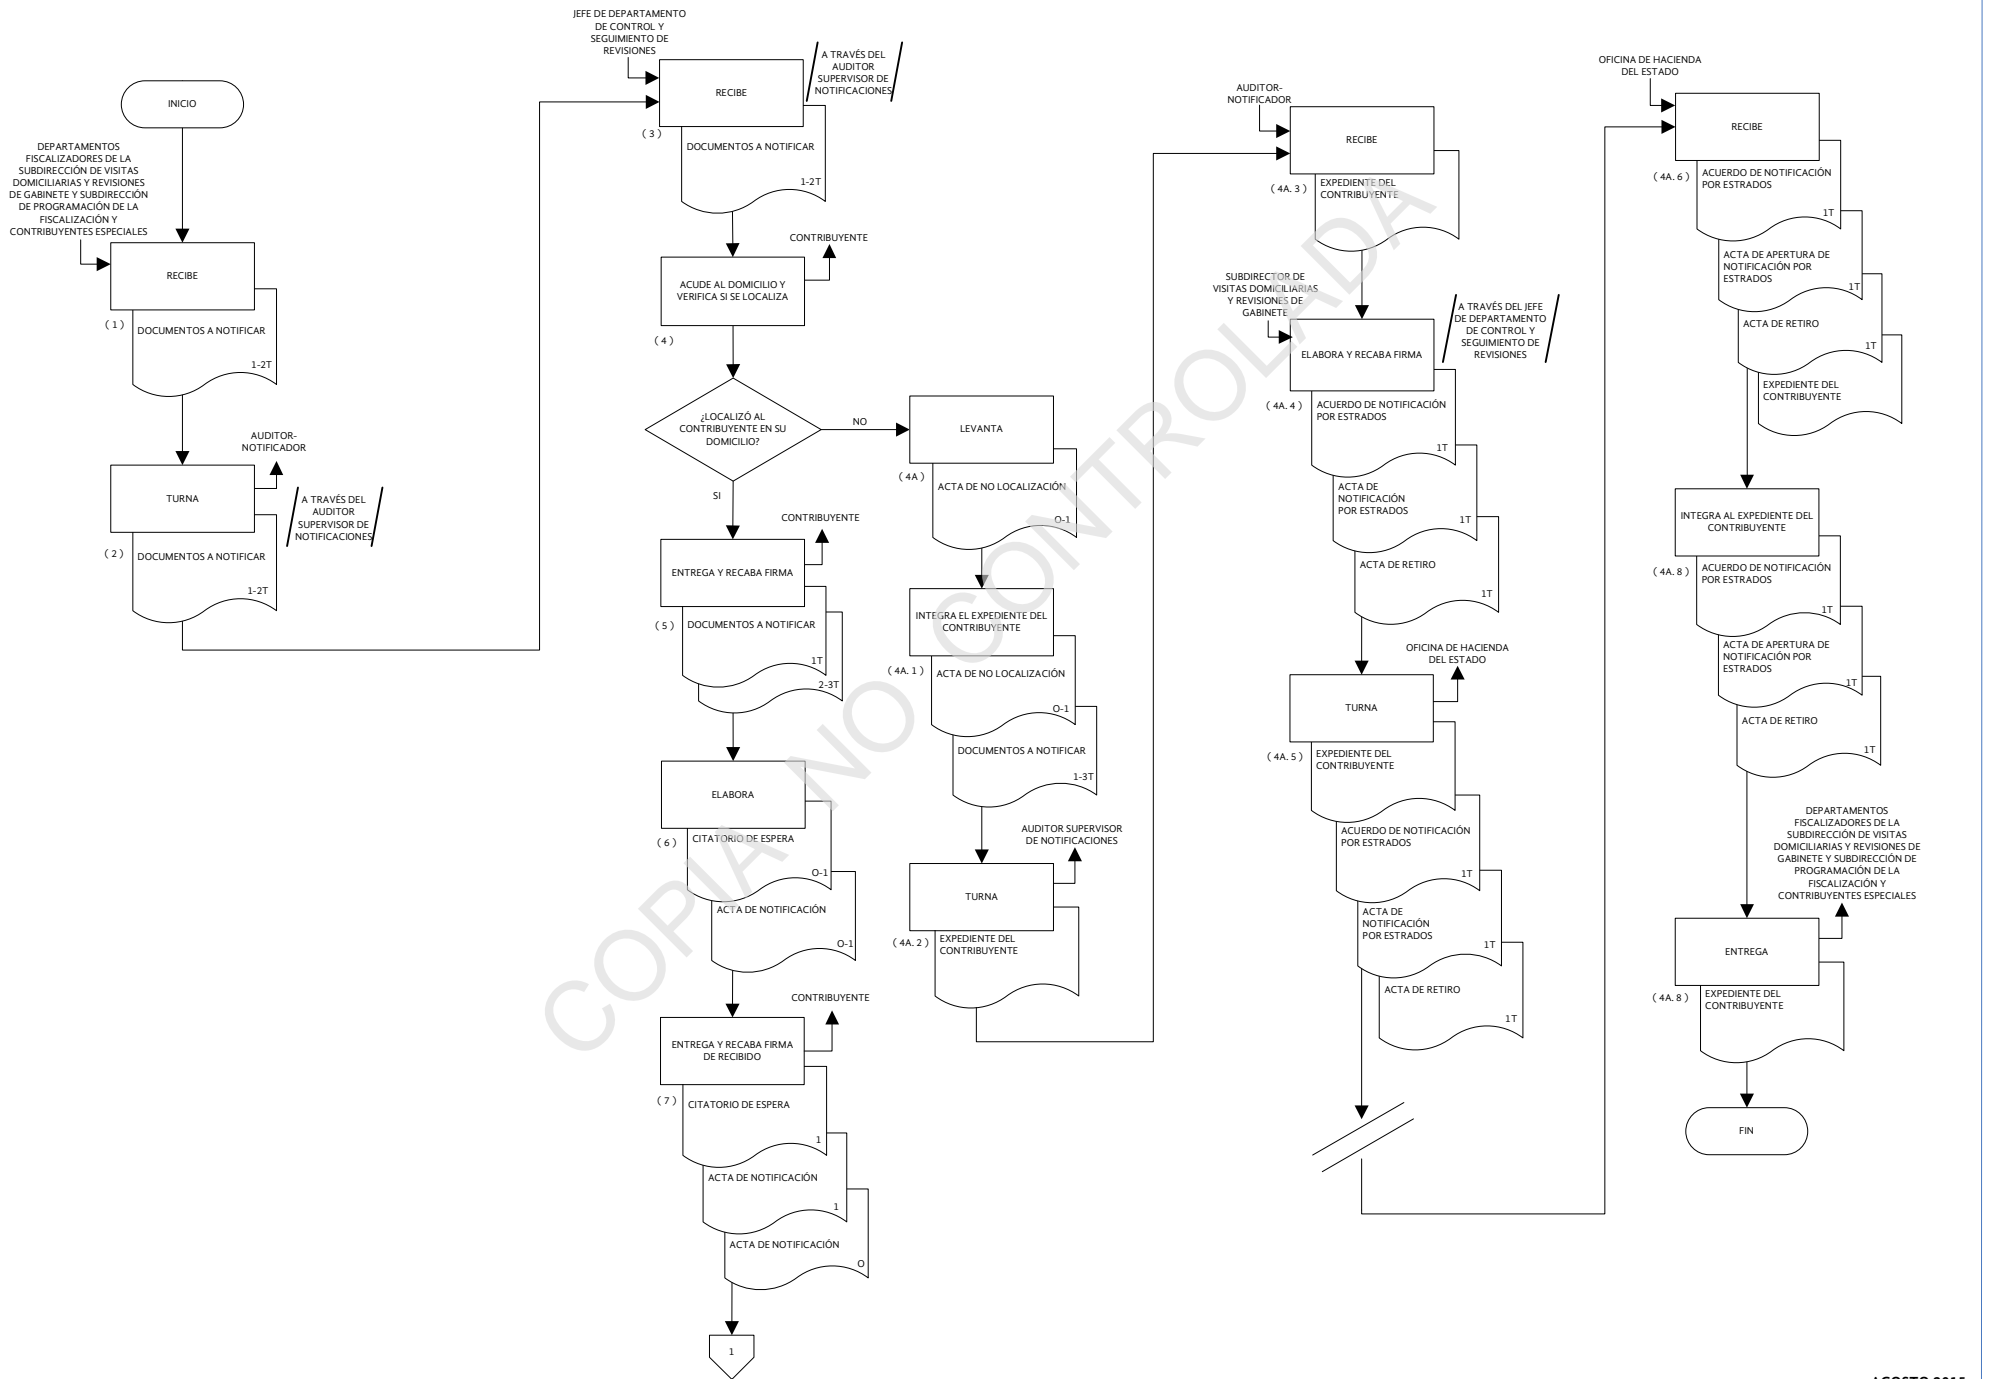 INICIO
DEPARTAMENTOS
FISCALIZADORES DE LA
SUBDIRECCIÓN DE VISITAS
DOMICILIARIAS Y REVISIONES
DE GABINETE Y SUBDIRECCIÓN
DE PROGRAMACIÓN DE LA
FISCALIZACIÓN Y
CONTRIBUYENTES ESPECIALES
RECIBE
( 1 )
DOCUMENTOS A NOTIFICAR
1-2T
AUDITOR-
NOTIFICADOR
TURNA
A TRAVÉS DEL
AUDITOR
SUPERVISOR DE
NOTIFICACIONES
( 2 )
DOCUMENTOS A NOTIFICAR
1-2T
JEFE DE DEPARTAMENTO
DE CONTROL Y
SEGUIMIENTO DE
REVISIONES
RECIBE
A TRAVÉS DEL
AUDITOR
SUPERVISOR DE
NOTIFICACIONES
( 3 )
DOCUMENTOS A NOTIFICAR
1-2T
CONTRIBUYENTE
ACUDE AL DOMICILIO Y
VERIFICA SI SE LOCALIZA
( 4 )
¿LOCALIZÓ AL
CONTRIBUYENTE EN SU
DOMICILIO?
NO
SI
CONTRIBUYENTE
ENTREGA Y RECABA FIRMA
( 5 )
DOCUMENTOS A NOTIFICAR
1T
2-3T
ELABORA
( 6 )
CITATORIO DE ESPERA
O-1
ACTA DE NOTIFICACIÓN
O-1
CONTRIBUYENTE
ENTREGA Y RECABA FIRMA
DE RECIBIDO
( 7 )
CITATORIO DE ESPERA
1
ACTA DE NOTIFICACIÓN
1
ACTA DE NOTIFICACIÓN
O
1
LEVANTA
( 4A )
ACTA DE NO LOCALIZACIÓN
O-1
INTEGRA EL EXPEDIENTE DEL
CONTRIBUYENTE
( 4A. 1 )
ACTA DE NO LOCALIZACIÓN
O-1
DOCUMENTOS A NOTIFICAR
1-3T
AUDITOR SUPERVISOR
DE NOTIFICACIONES
TURNA
( 4A. 2 )
EXPEDIENTE DEL
CONTRIBUYENTE
AUDITOR-
NOTIFICADOR
RECIBE
( 4A. 3 )
EXPEDIENTE DEL
CONTRIBUYENTE
SUBDIRECTOR DE
VISITAS DOMICILIARIAS
Y REVISIONES DE
GABINETE
ELABORA Y RECABA FIRMA
A TRAVÉS DEL JEFE
DE DEPARTAMENTO
DE CONTROL Y
SEGUIMIENTO DE
REVISIONES
( 4A. 4 )
ACUERDO DE NOTIFICACIÓN
POR ESTRADOS
1T
ACTA DE
NOTIFICACIÓN
POR ESTRADOS
1T
ACTA DE RETIRO
1T
OFICINA DE HACIENDA
DEL ESTADO
TURNA
( 4A. 5 )
EXPEDIENTE DEL
CONTRIBUYENTE
ACUERDO DE NOTIFICACIÓN
POR ESTRADOS
1T
ACTA DE
NOTIFICACIÓN
POR ESTRADOS
1T
ACTA DE RETIRO
1T
OFICINA DE HACIENDA
DEL ESTADO
RECIBE
( 4A. 6 )
ACUERDO DE NOTIFICACIÓN
POR ESTRADOS
1T
ACTA DE APERTURA DE
NOTIFICACIÓN POR
ESTRADOS
1T
ACTA DE RETIRO
1T
EXPEDIENTE DEL
CONTRIBUYENTE
INTEGRA AL EXPEDIENTE DEL
CONTRIBUYENTE
( 4A. 8 )
ACUERDO DE NOTIFICACIÓN
POR ESTRADOS
1T
ACTA DE APERTURA DE
NOTIFICACIÓN POR
ESTRADOS
1T
ACTA DE RETIRO
1T
DEPARTAMENTOS
FISCALIZADORES DE LA
SUBDIRECCIÓN DE VISITAS
DOMICILIARIAS Y REVISIONES DE
GABINETE Y SUBDIRECCIÓN DE
PROGRAMACIÓN DE LA
FISCALIZACIÓN Y
CONTRIBUYENTES ESPECIALES
ENTREGA
( 4A. 8 )
EXPEDIENTE DEL
CONTRIBUYENTE
FIN
COPIA NO CONTROLADA
AGOSTO 2015